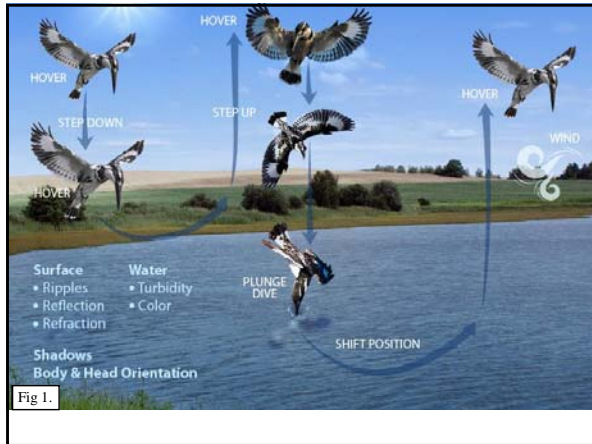 HOVER
HOVER
HOVER
STEP DOWN
STEP UP
WIND
HOVER
PLUNGE
DIVE
Surface
• Ripples
• Reflection
• Refraction
Water
• Turbidity
• Color
SHIFT POSITION
Shadows
Body & Head Orientation
Fig 1.